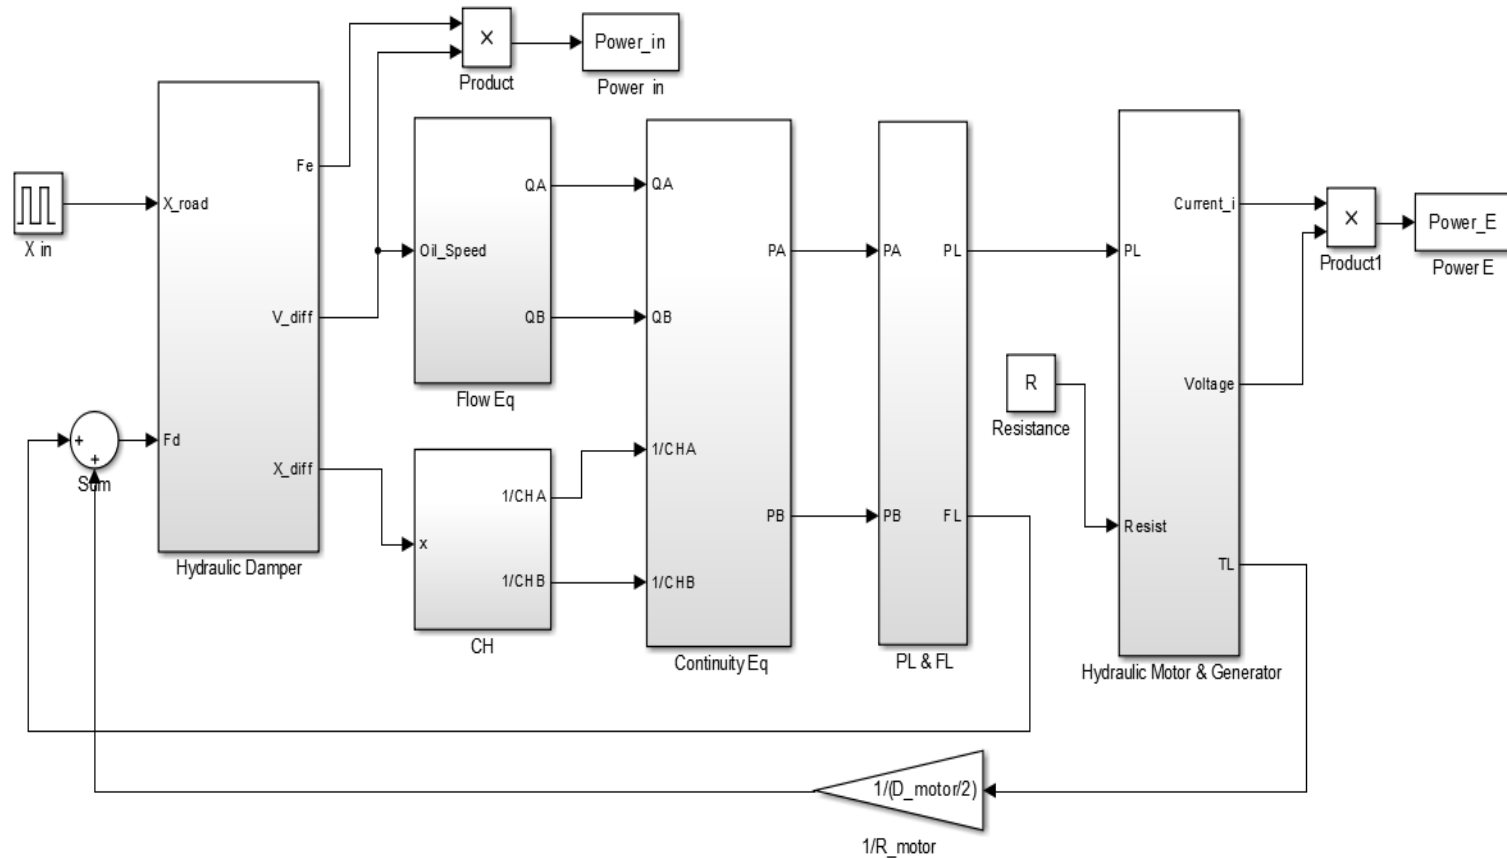 Power_in
Product
Power in
Fe
QA
QA
X_road
Current_i
Power_E
X in
Oil_Speed
PA
PA
PL
PL
Product1
Power E
V_diff
QB
QB
R
Voltage
Flow Eq
Resistance
+
+
Sum
Fd
X_diff
1/CHA
1/CHA
x
PB
PB
FL
Resist
Hydraulic Damper
1/CHB
1/CHB
TL
CH
Continuity Eq
PL & FL
Hydraulic Motor & Generator
1/(D_motor/2)
1/R_motor